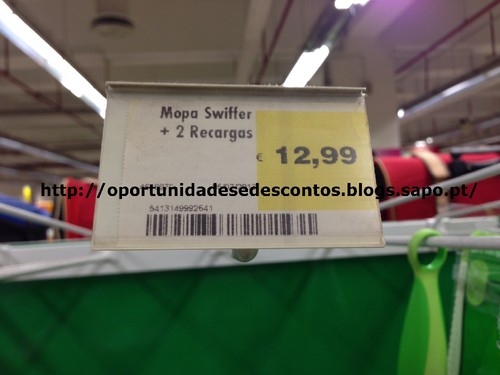 Mopa Swiffer
+ 2 Recargas
€ 12,99
http://oportunidadesedescontos.blogs.sapo.pt/
5413149992641